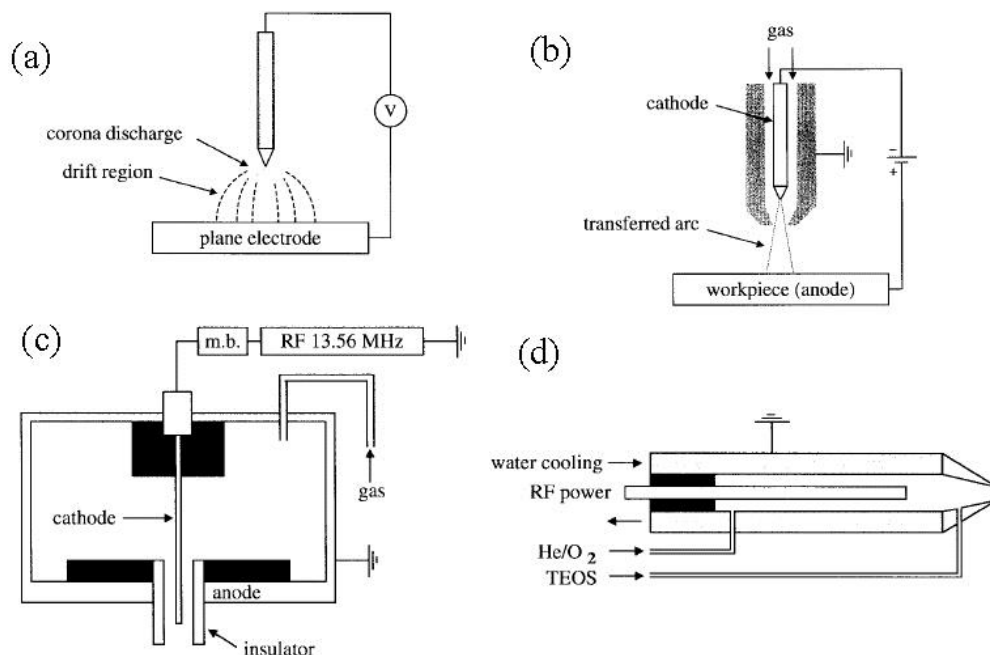 (a)
V
corona discharge
drift region
plane electrode
(b)
gas
cathode
−
+
transferred arc
workpiece (anode)
(c)
m.b.
RF 13.56 MHz
gas
cathode
anode
insulator
(d)
water cooling
RF power
He/O2
TEOS